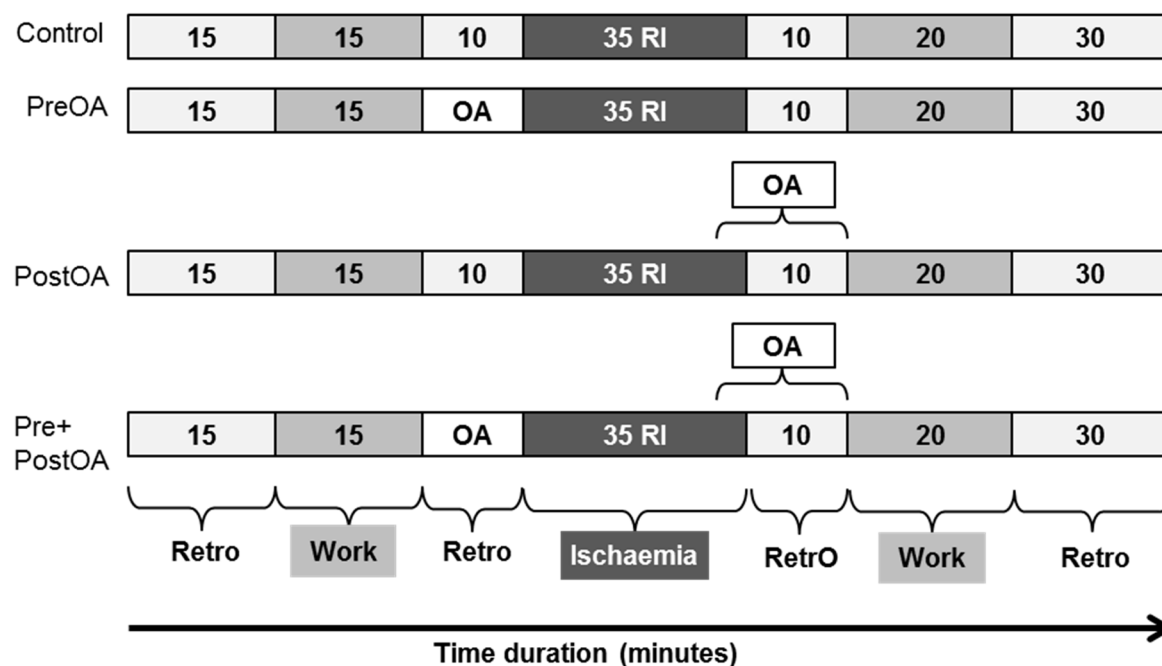 Control 15 15 10 35 RI 10 20 30
PreOA 15 15 OA 35 RI 10 20 30
OA
PostOA 15 15 10 35 RI 10 20 30
OA
Pre+
PostOA 15 15 OA 35 RI 10 20 30
Retro Work Retro Ischaemia RetrO Work Retro
Time duration (minutes)